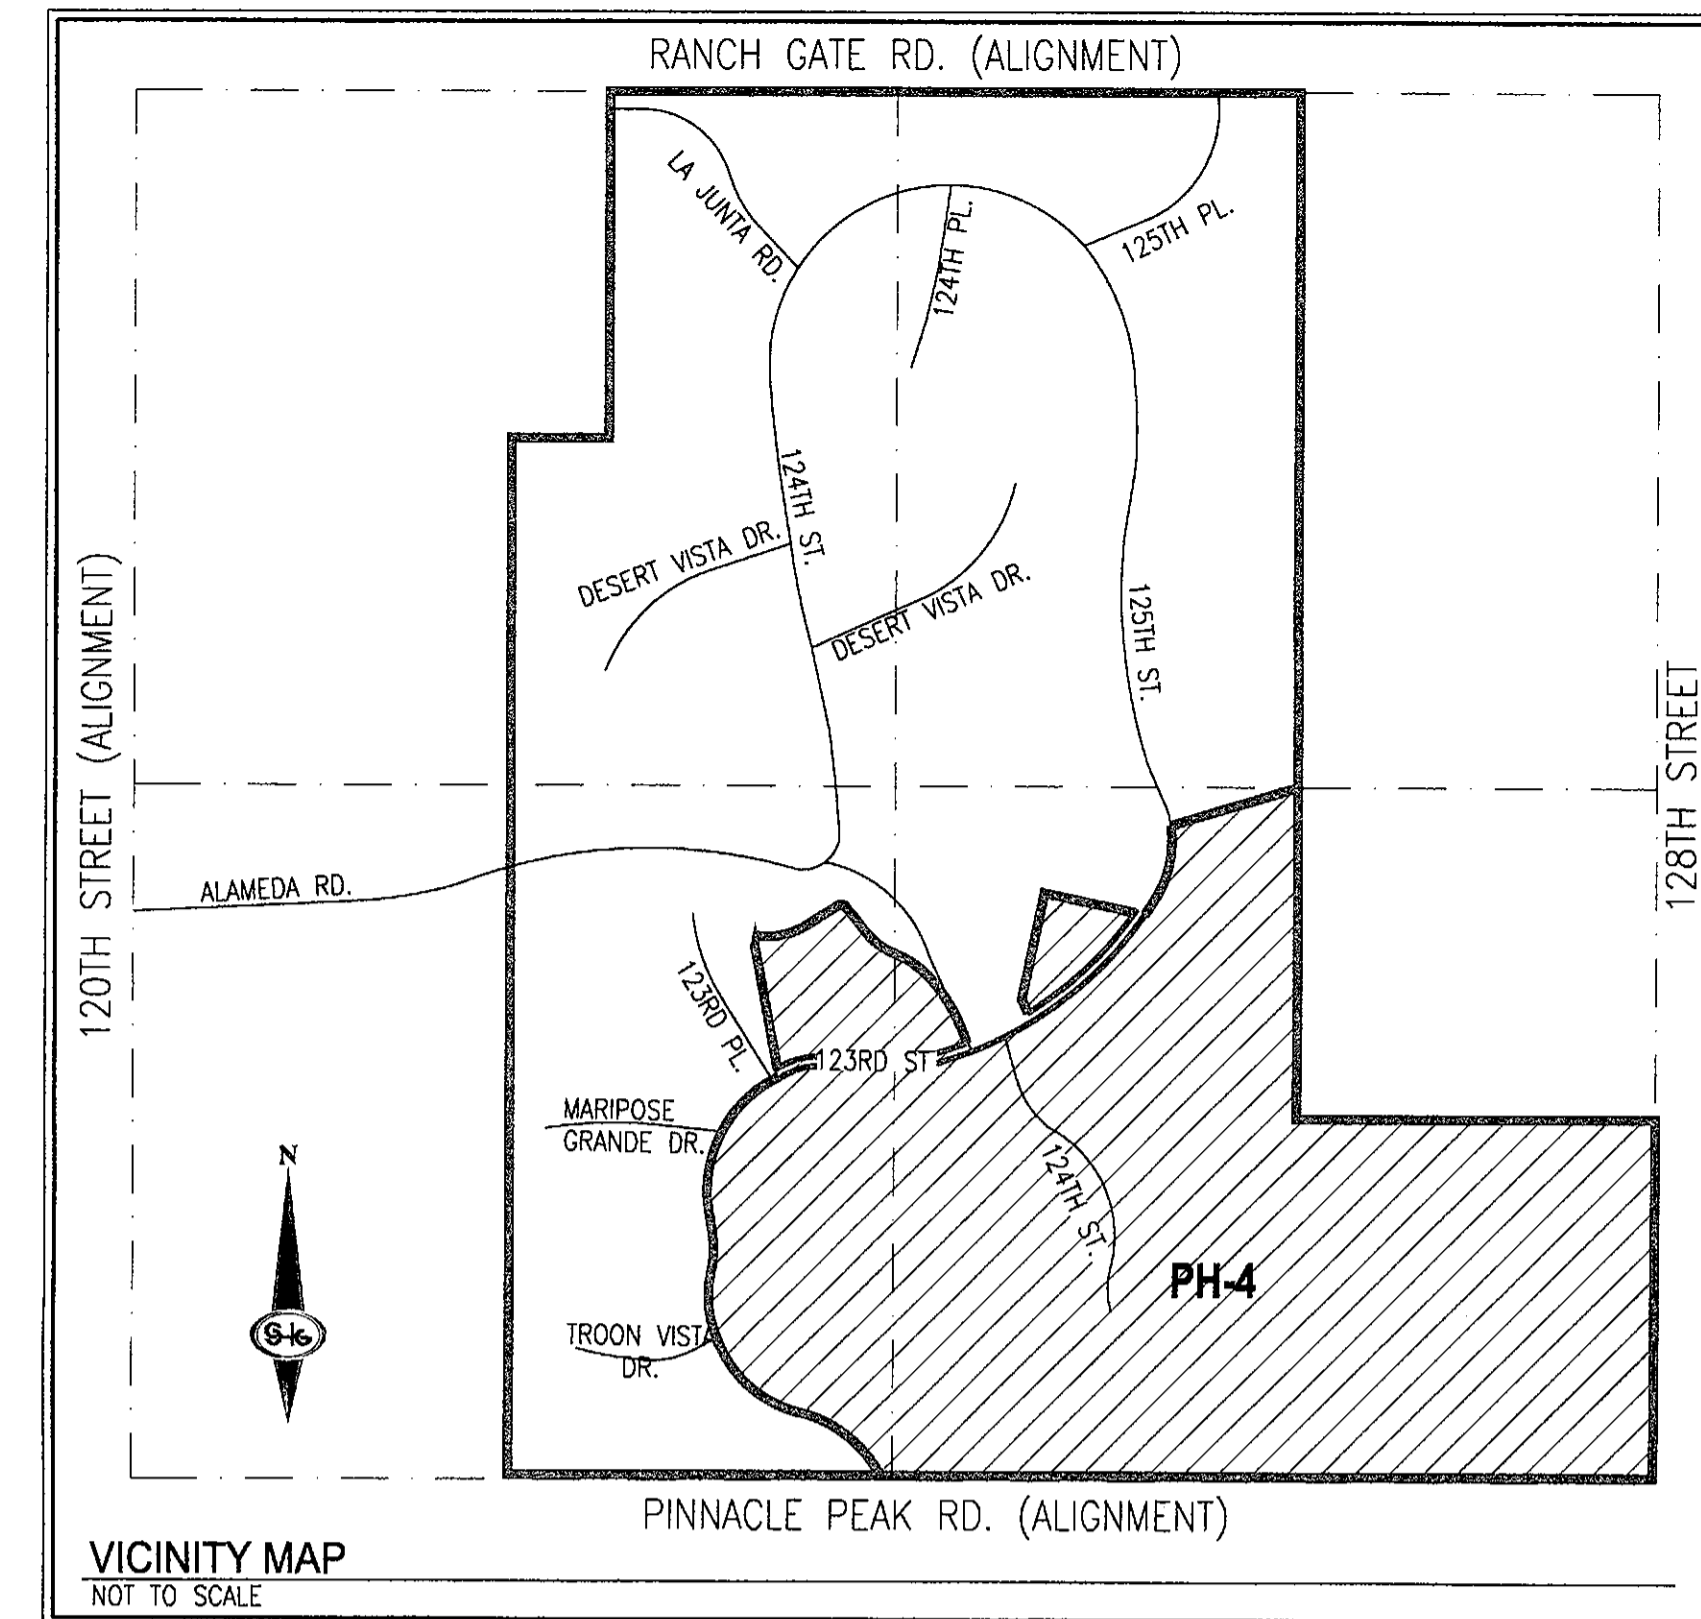 RANCH GATE RD. (ALIGNMENT)
LA JUNTA RD.
124TH PL.
125TH PL.
124TH ST.
DESERT VISTA DR.
DESERT VISTA DR.
125TH ST.
120TH STREET (ALIGNMENT)
128TH STREET
ALAMEDA RD.
123RD PL.
123RD ST
MARIPOSE
GRANDE DR.
124TH ST.
N
PH-4
TROON VISTA
DR.
PINNACLE PEAK RD. (ALIGNMENT)
VICINITY MAP
NOT TO SCALE